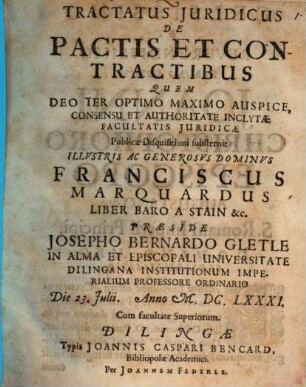 TRACTATUS JURIDICUS
DE
PACTIS ET CON-
TRACTIBUS
QUEM
DEO TER OPTIMO MAXIMO AUSPICE,
CONSENSU ET AUTHORITATE INCLYTÆ
FACULTATIS JURIDICÆ
Publicæ Disquisitioni substernit
ILLUSTRIS AC GENEROSUS DOMINUS
FRANCISCUS
MARQUARDUS
LIBER BARO A STAIN &c.
PRÆSIDE
JOSEPHO BERNARDO GLETLE
IN ALMA ET EPISCOPALI UNIVERSITATE
DILINGANA INSTITUTIONUM IMPE-
RIALIUM PROFESSORE ORDINARIO
Die 23. Julii. Anno M. DC. LXXXI.
Cum facultate Superiorum.
DILINGÆ
Typis JOANNIS CASPARI BENCARD,
Bibliopolæ Academici.
Per JOANNEM FEDERLE.